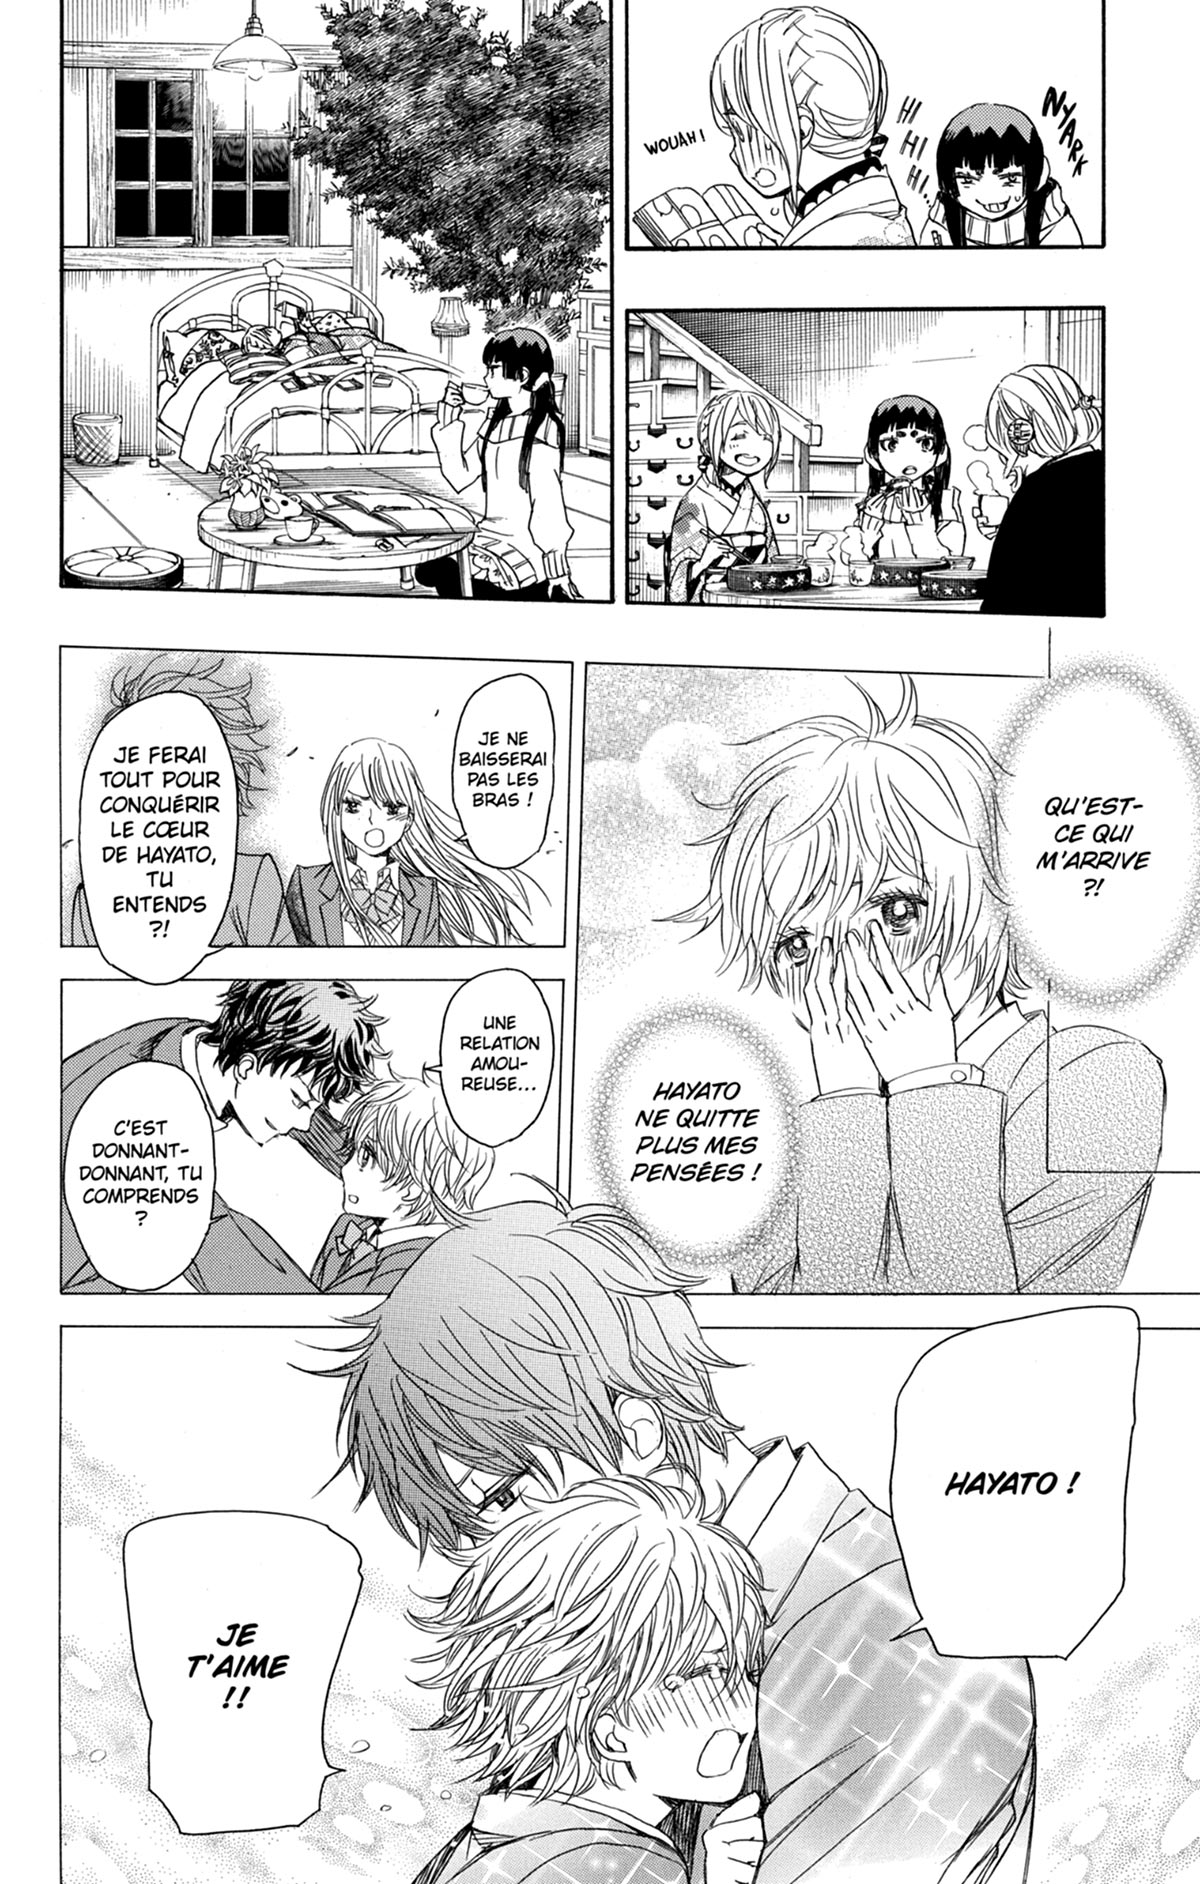 WOUAH !
HI
HI
HI...
NYARK
JE FERAI
TOUT POUR
CONQUÉRIR
LE CŒUR
DE HAYATO,
TU
ENTENDS
?!
JE NE
BAISSERAI
PAS LES
BRAS !
C'EST
DONNANT-
DONNANT, TU
COMPRENDS
?
UNE
RELATION
AMOU-
REUSE...
QU'EST-
CE QUI
M'ARRIVE
?!
HAYATO
NE QUITTE
PLUS MES
PENSÉES !
HAYATO !
JE
T'AIME
!!